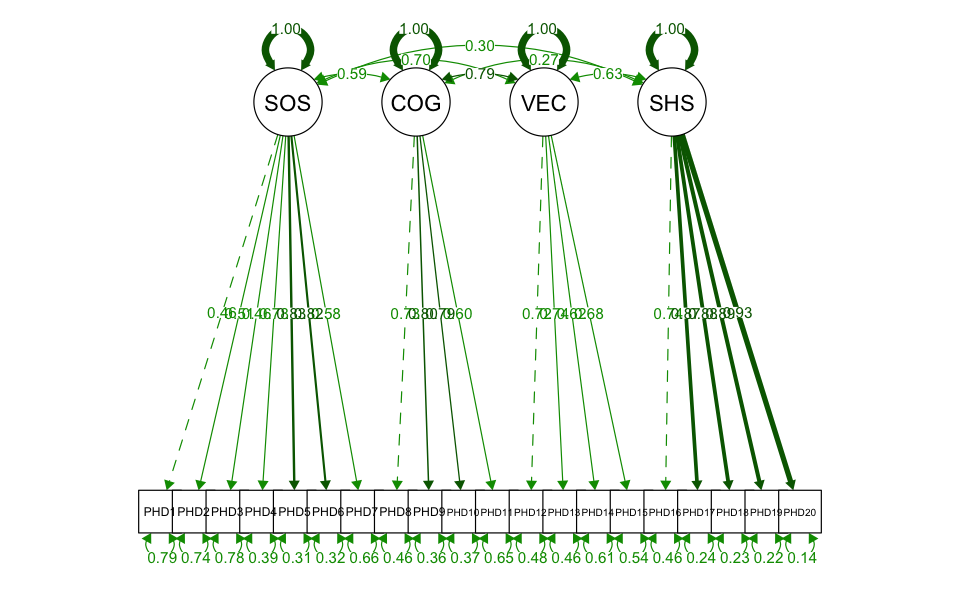 1.00 1.00 1.00 1.00
0.30
0.70 0.27
0.59 0.79 0.63
SOS COG VEC SHS
0.46 0.51 0.46 0.78 0.83 0.82 0.58 0.73 0.80 0.79 0.60 0.72 0.74 0.62 0.68 0.74 0.87 0.88 0.89 0.93
PHD1 PHD2 PHD3 PHD4 PHD5 PHD6 PHD7 PHD8 PHD9 PHD10 PHD11 PHD12 PHD13 PHD14 PHD15 PHD16 PHD17 PHD18 PHD19 PHD20
0.79 0.74 0.78 0.39 0.31 0.32 0.66 0.46 0.36 0.37 0.65 0.48 0.46 0.61 0.54 0.46 0.24 0.23 0.22 0.14